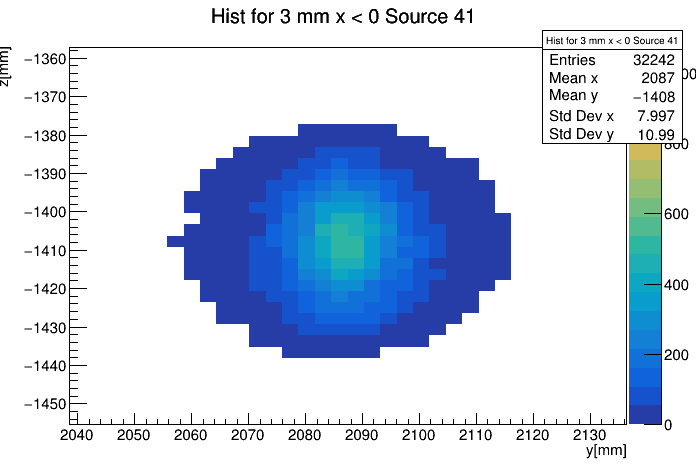 Hist for 3 mm x < 0 Source 41
Hist for 3 mm x < 0 Source 41
Entries 32242
Mean x 2087
Mean y −1408
Std Dev x 7.997
Std Dev y 10.99
z[mm]
−1360
−1370
−1380
−1390
−1400
−1410
−1420
−1430
−1440
−1450
2040 2050 2060 2070 2080 2090 2100 2110 2120 2130
y[mm]
800
600
400
200
0